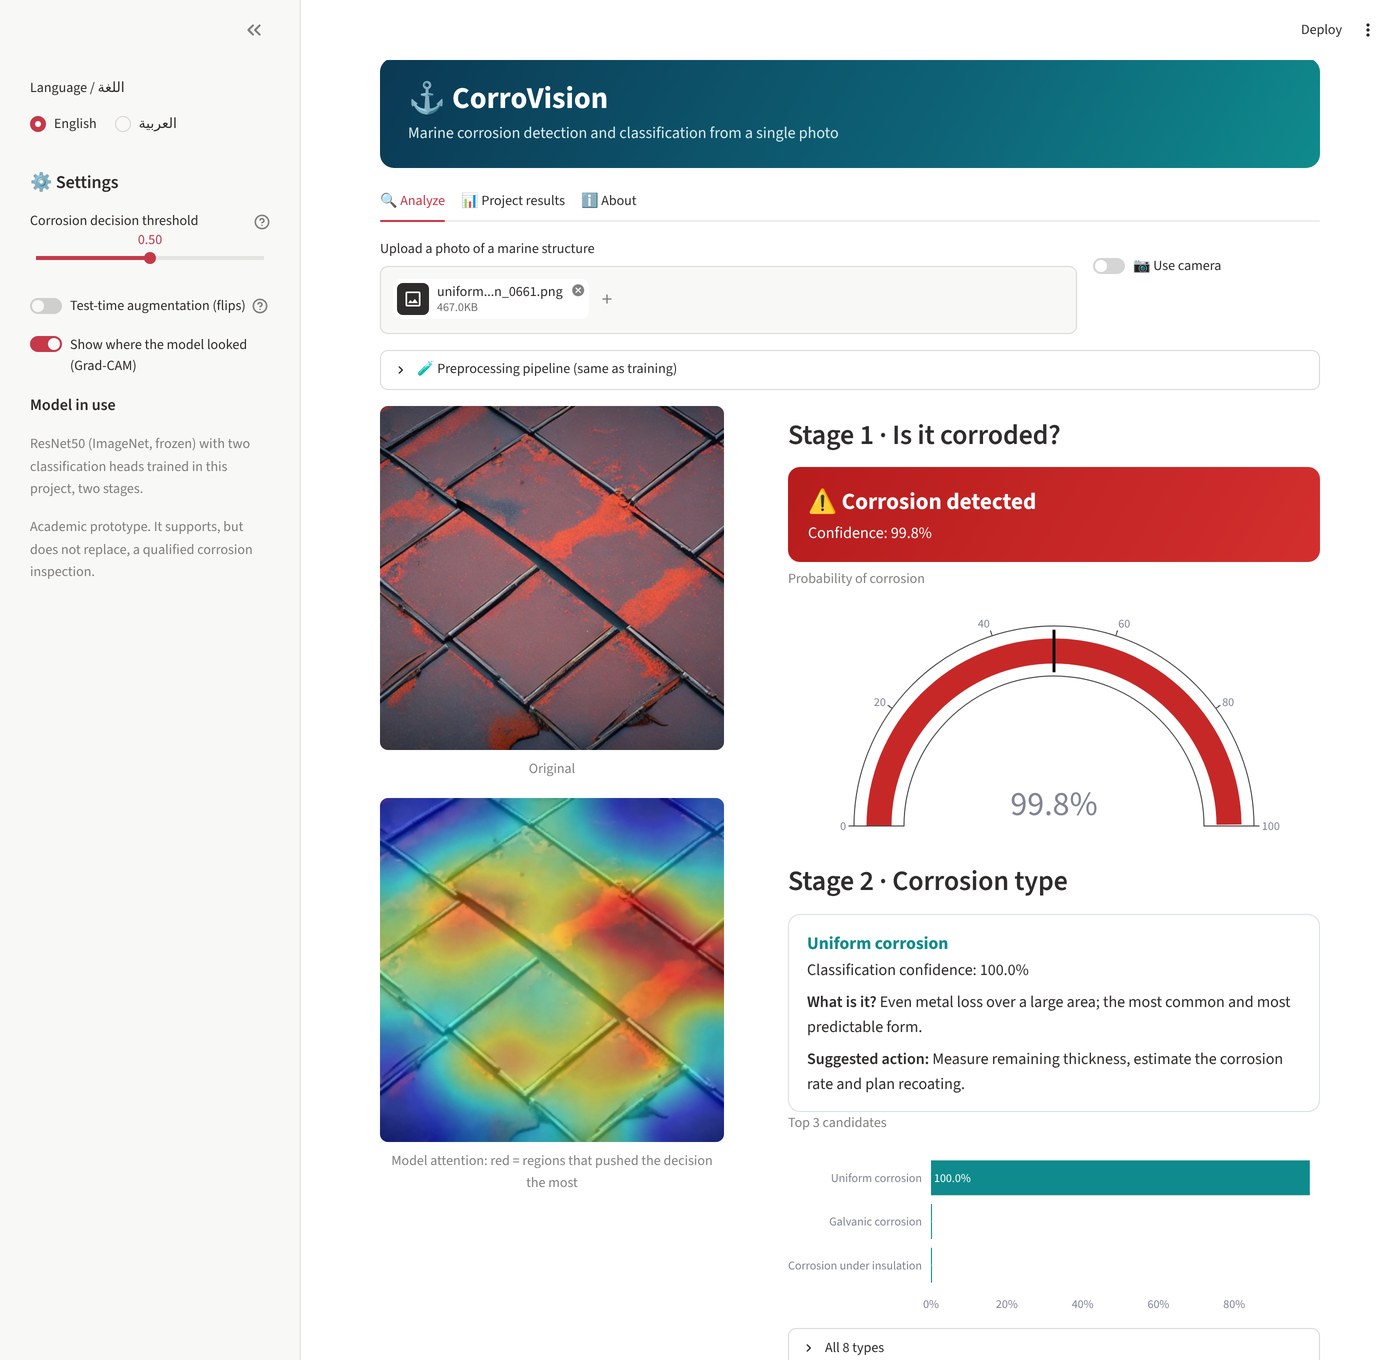 Deploy
Language / اللغة
English
العربية
⚙️ Settings
Corrosion decision threshold
0.50
Test-time augmentation (flips)
Show where the model looked
(Grad-CAM)
Model in use
ResNet50 (ImageNet, frozen) with two
classification heads trained in this
project, two stages.
Academic prototype. It supports, but
does not replace, a qualified corrosion
inspection.
⚓ CorroVision
Marine corrosion detection and classification from a single photo
🔍 Analyze
📊 Project results
ℹ️ About
Upload a photo of a marine structure
uniform...n_0661.png
467.0KB
📷 Use camera
🧪 Preprocessing pipeline (same as training)
Original
Model attention: red = regions that pushed the decision
the most
Stage 1 · Is it corroded?
⚠️ Corrosion detected
Confidence: 99.8%
Probability of corrosion
0
20
40
60
80
100
99.8%
Stage 2 · Corrosion type
Uniform corrosion
Classification confidence: 100.0%
What is it? Even metal loss over a large area; the most common and most
predictable form.
Suggested action: Measure remaining thickness, estimate the corrosion
rate and plan recoating.
Top 3 candidates
Uniform corrosion
100.0%
Galvanic corrosion
Corrosion under insulation
0%
20%
40%
60%
80%
All 8 types